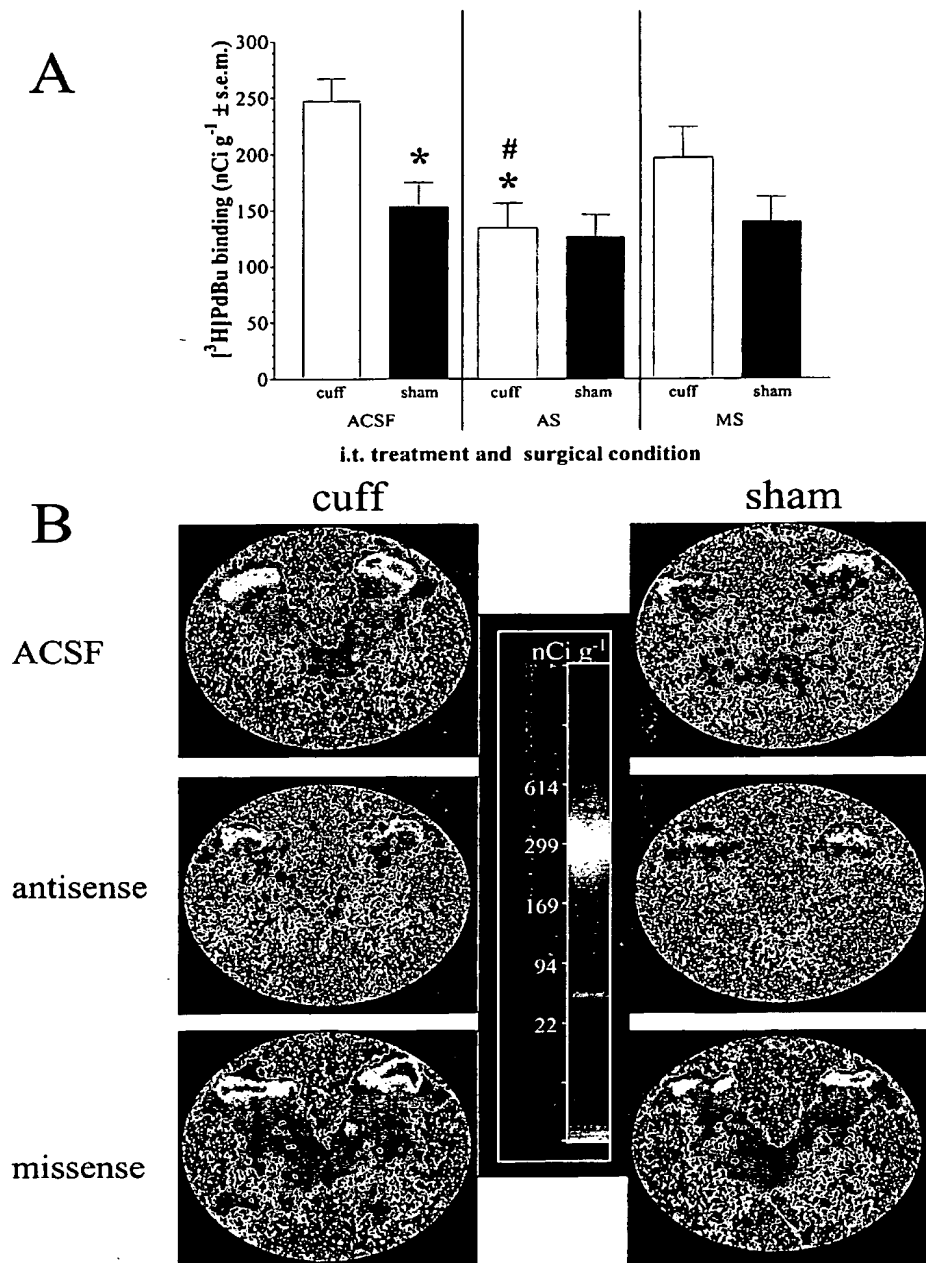 A
[³H]PdBu binding (nCi g⁻¹ ± s.e.m.)
300
250
200
150
100
50
0
*
#
*
cuff sham cuff sham cuff sham
ACSF AS MS
i.t. treatment and surgical condition
B
cuff sham
ACSF
nCi g⁻¹
614
299
169
94
22
antisense
missense